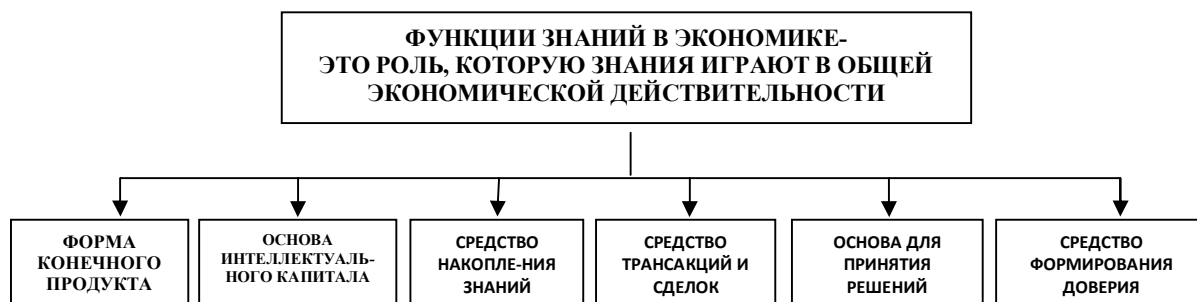 ФУНКЦИИ ЗНАНИЙ В ЭКОНОМИКЕ-
ЭТО РОЛЬ, КОТОРУЮ ЗНАНИЯ ИГРАЮТ В ОБЩЕЙ
ЭКОНОМИЧЕСКОЙ ДЕЙСТВИТЕЛЬНОСТИ
ФОРМА
КОНЕЧНОГО
ПРОДУКТА
ОСНОВА
ИНТЕЛЛЕКТУАЛЬ-
НОГО КАПИТАЛА
СРЕДСТВО
НАКОПЛЕ-НИЯ
ЗНАНИЙ
СРЕДСТВО
ТРАНСАКЦИЙ И
СДЕЛОК
ОСНОВА ДЛЯ
ПРИНЯТИЯ
РЕШЕНИЙ
СРЕДСТВО
ФОРМИРОВАНИЯ
ДОВЕРИЯ